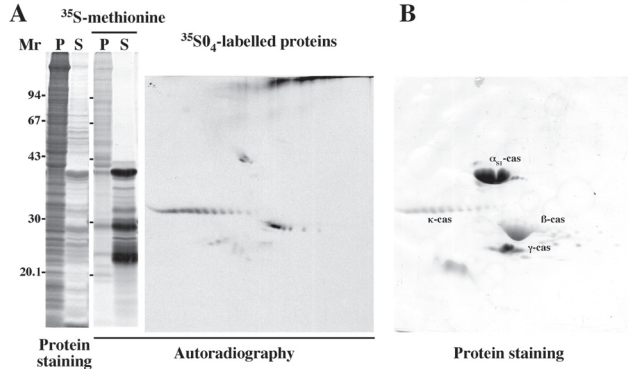 A
B
³⁵S-methionine
³⁵S0₄-labelled proteins
Mr P S P S
94-
67-
43-
30-
20.1-
α_S1-cas
κ-cas
ß-cas
γ-cas
Protein
staining
Autoradiography
Protein staining